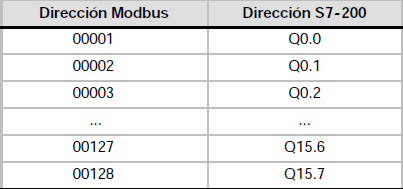 Dirección Modbus Dirección S7-200
00001 Q0.0
00002 Q0.1
00003 Q0.2
... ...
00127 Q15.6
00128 Q15.7